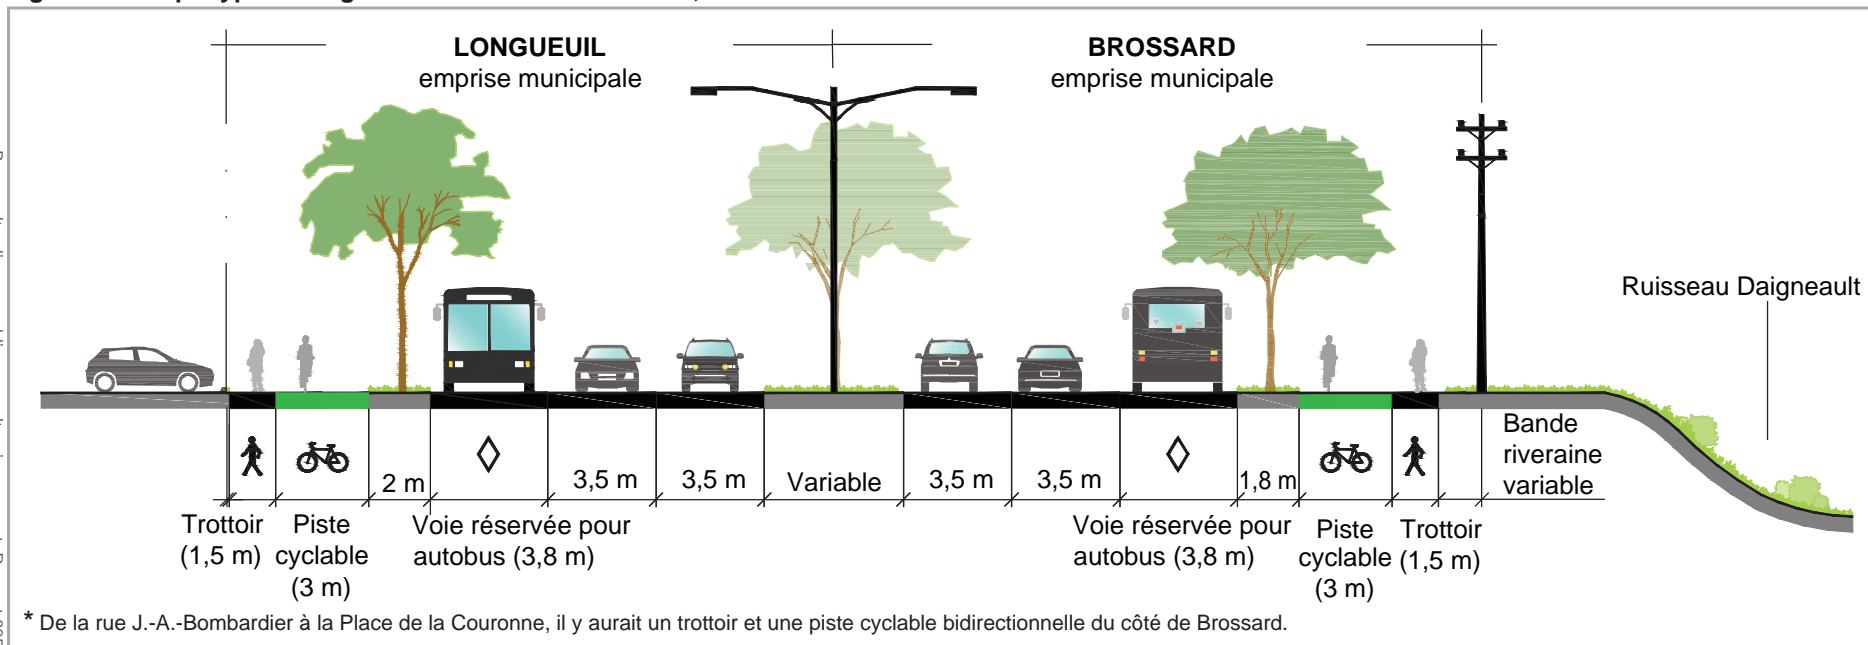 LONGUEUIL
emprise municipale
BROSSARD
emprise municipale
Ruisseau Daigneault
2 m
3,5 m
3,5 m
Variable
3,5 m
3,5 m
1,8 m
Bande
riveraine
variable
Trottoir
(1,5 m)
Piste
cyclable
(3 m)
Voie réservée pour
autobus (3,8 m)
Voie réservée pour
autobus (3,8 m)
Piste
cyclable
(3 m)
Trottoir
(1,5 m)
* De la rue J.-A.-Bombardier à la Place de la Couronne, il y aurait un trottoir et une piste cyclable bidirectionnelle du côté de Brossard.